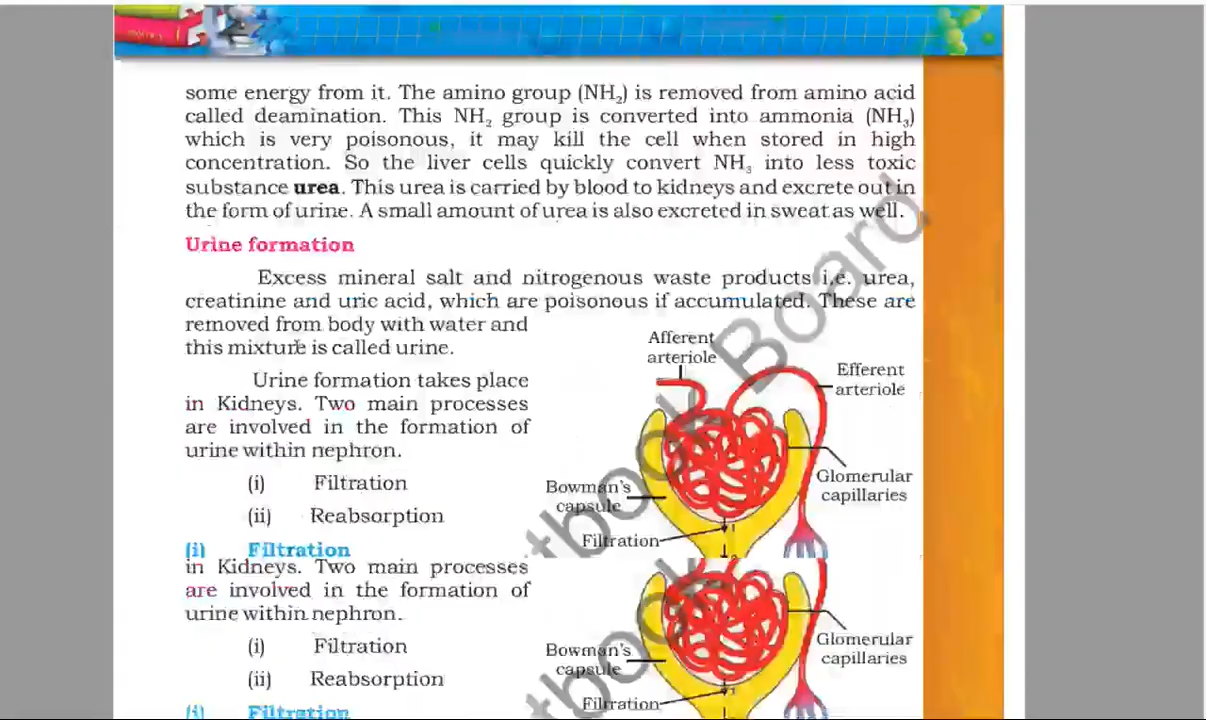 some energy from it. The amino group (NH₂) is removed from amino acid
called deamination. This NH₂ group is converted into ammonia (NH₃)
which is very poisonous, it may kill the cell when stored in high
concentration. So the liver cells quickly convert NH₃ into less toxic
substance urea. This urea is carried by blood to kidneys and excrete out in
the form of urine. A small amount of urea is also excreted in sweat as well.
Urine formation
Excess mineral salt and nitrogenous waste products i.e. urea,
creatinine and uric acid, which are poisonous if accumulated. These are
removed from body with water and
this mixture is called urine.
Urine formation takes place
in Kidneys. Two main processes
are involved in the formation of
urine within nephron.
(i) Filtration
(ii) Reabsorption
(i) Filtration
Afferent
arteriole
Efferent
arteriole
Glomerular
capillaries
Bowman's
capsule
Filtration
1
in Kidneys. Two main processes
are involved in the formation of
urine within nephron.
(i) Filtration
(ii) Reabsorption
(i) Filtration
Glomerular
capillaries
Bowman's
capsule
Filtration
1
Board